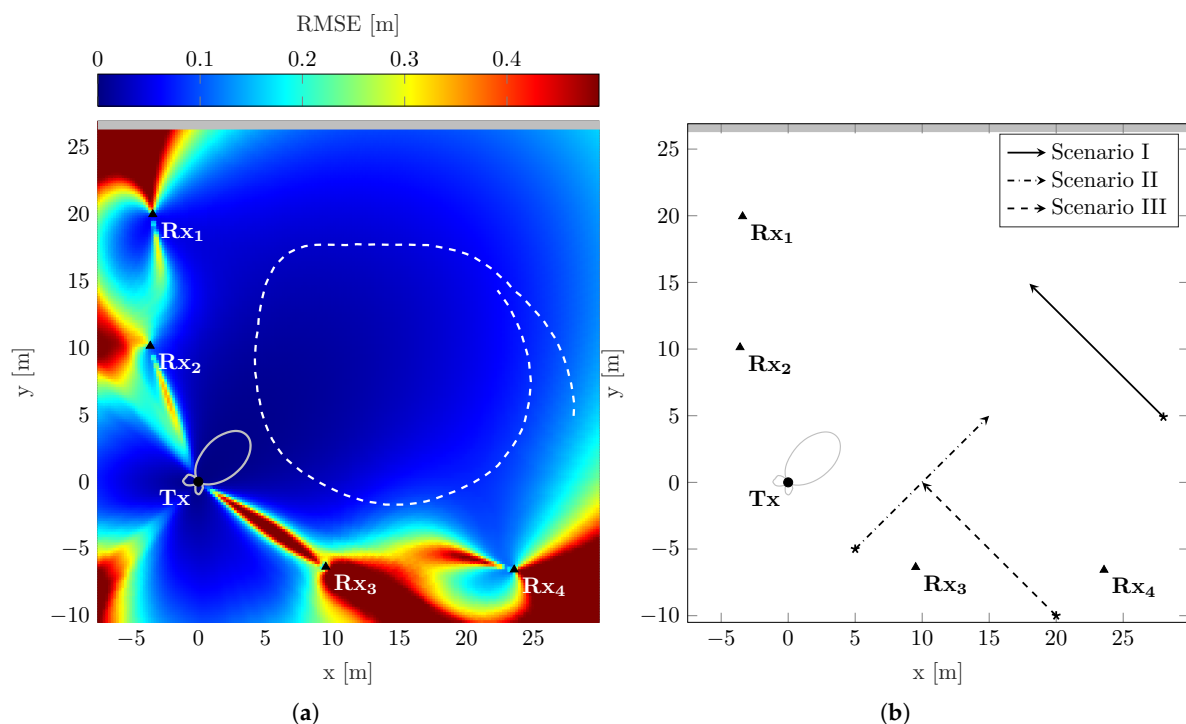 RMSE [m]
0 0.1 0.2 0.3 0.4
25
20
15
10
5
0
−5
−10
y [m]
Rx1
Rx2
Tx
Rx3
Rx4
−5 0 5 10 15 20 25
x [m]
(a)
Scenario I
Scenario II
Scenario III
25
20
15
10
5
0
−5
−10
y [m]
Rx1
Rx2
Tx
Rx3
Rx4
−5 0 5 10 15 20 25
x [m]
(b)